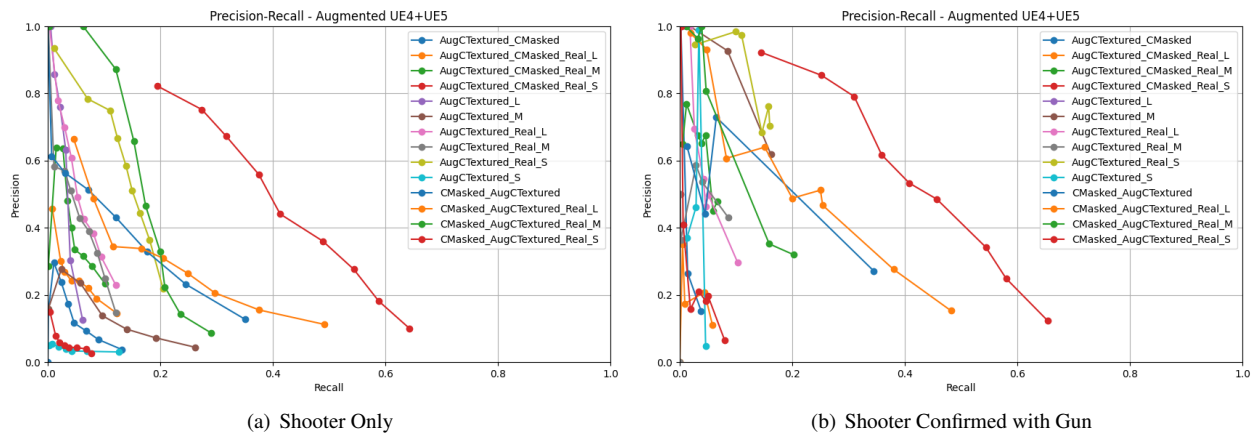 Precision-Recall - Augmented UE4+UE5
1.0
0.8
0.6
0.4
0.2
0.0
Precision
0.0 0.2 0.4 0.6 0.8 1.0
Recall
AugCTextured_CMasked
AugCTextured_CMasked_Real_L
AugCTextured_CMasked_Real_M
AugCTextured_CMasked_Real_S
AugCTextured_L
AugCTextured_M
AugCTextured_Real_L
AugCTextured_Real_M
AugCTextured_Real_S
AugCTextured_S
CMasked_AugCTextured
CMasked_AugCTextured_Real_L
CMasked_AugCTextured_Real_M
CMasked_AugCTextured_Real_S
(a) Shooter Only
Precision-Recall - Augmented UE4+UE5
1.0
0.8
0.6
0.4
0.2
0.0
Precision
0.0 0.2 0.4 0.6 0.8 1.0
Recall
AugCTextured_CMasked
AugCTextured_CMasked_Real_L
AugCTextured_CMasked_Real_M
AugCTextured_CMasked_Real_S
AugCTextured_L
AugCTextured_M
AugCTextured_Real_L
AugCTextured_Real_M
AugCTextured_Real_S
AugCTextured_S
CMasked_AugCTextured
CMasked_AugCTextured_Real_L
CMasked_AugCTextured_Real_M
CMasked_AugCTextured_Real_S
(b) Shooter Confirmed with Gun